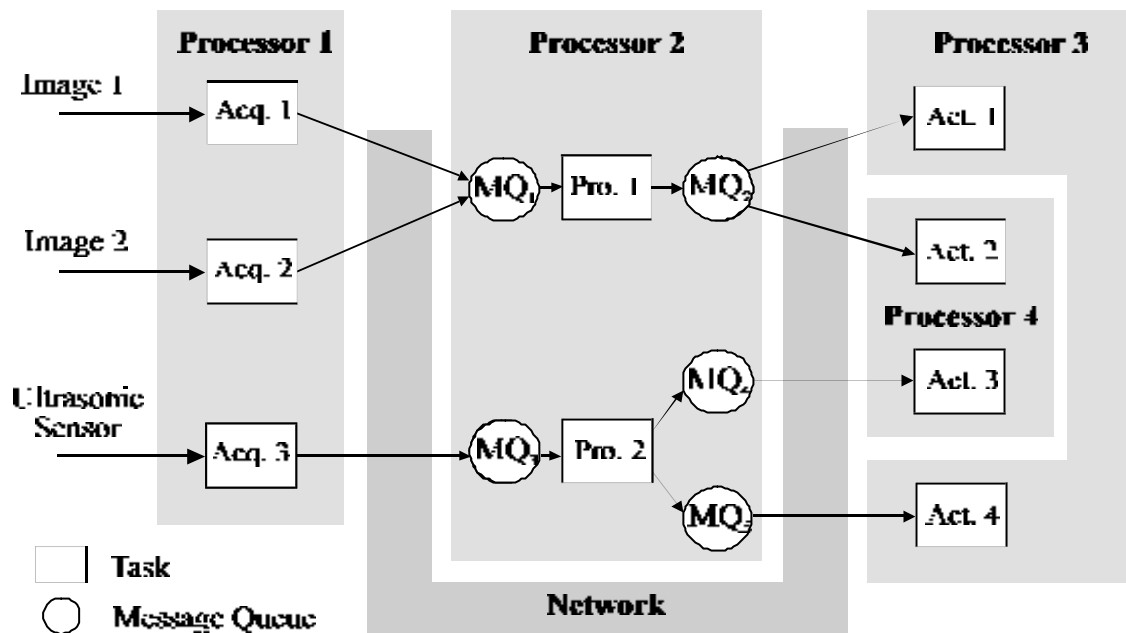 Processor 1
Processor 2
Processor 3
Image 1
Acq. 1
Act. 1
MQ1
Pro. 1
MQ2
Image 2
Acq. 2
Act. 2
Processor 4
Ultrasonic
Sensor
MQ4
Act. 3
Acq. 3
MQ3
Pro. 2
MQ5
Act. 4
Task
Network
Message Queue